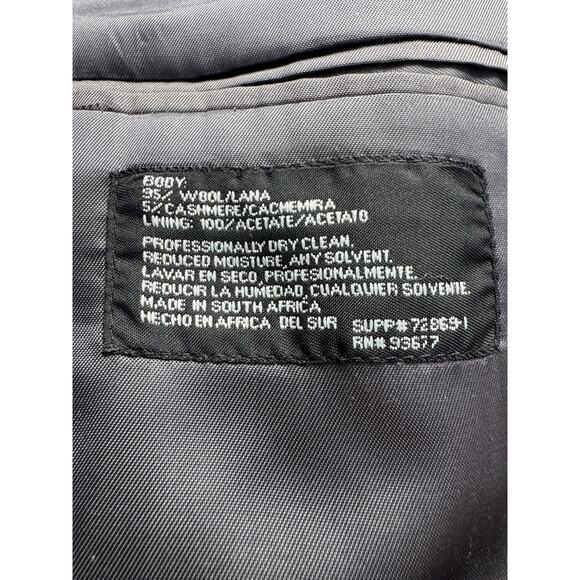 BODY:
95% WOOL/LANA
5% CASHMERE/CACHEMIRA
LINING: 100% ACETATE/ACETATO
PROFESSIONALLY DRY CLEAN,
REDUCED MOISTURE, ANY SOLVENT.
LAVAR EN SECO, PROFESIONALMENTE.
REDUCIR LA HUMEDAD, CUALQUIER SOLVENTE.
MADE IN SOUTH AFRICA
HECHO EN AFRICA DEL SUR SUPP# 72869-1
RN# 93677